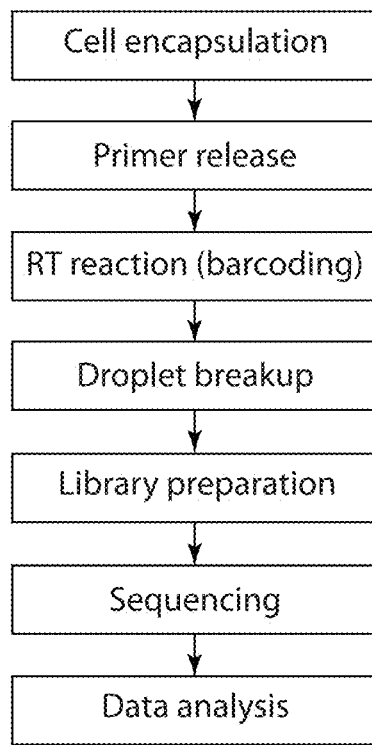 Cell encapsulation
Primer release
RT reaction (barcoding)
Droplet breakup
Library preparation
Sequencing
Data analysis